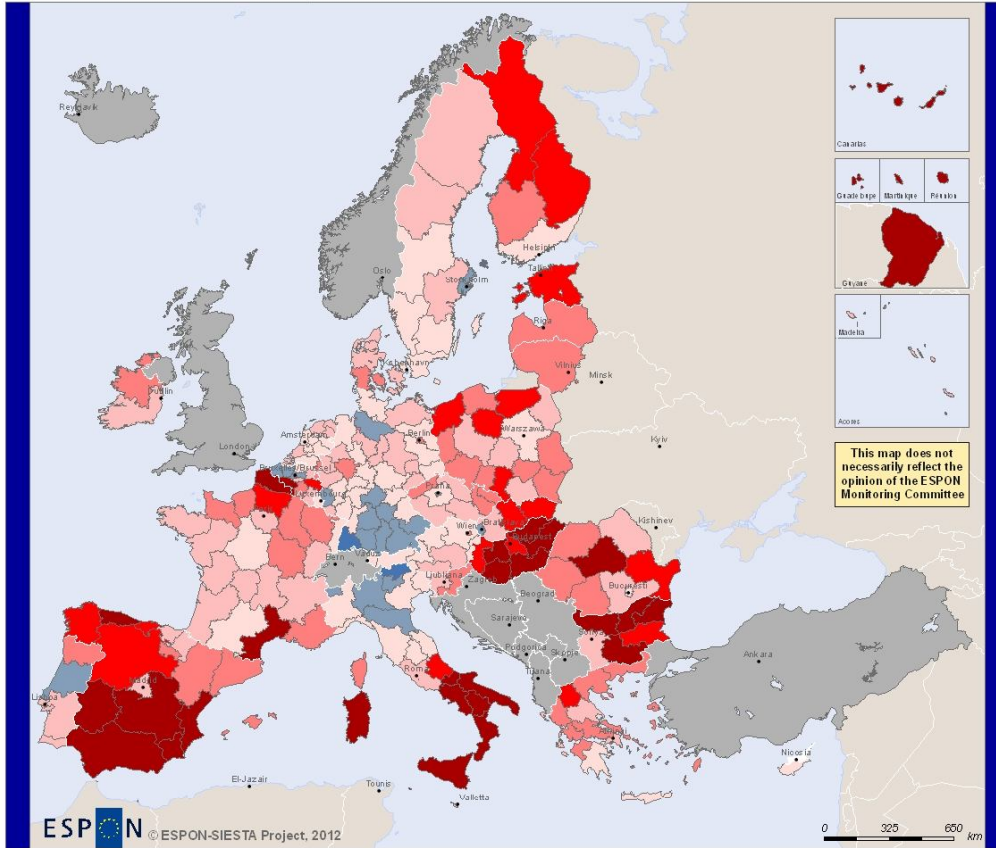 Reykjavik
Canarias
Guadeloupe
Martinique
Réunion
Guyane
Helsinki
Oslo
Tallinn
Stockholm
Madeira
Riga
København
Vilnius
Minsk
Dublin
Acores
Amsterdam
Berlin
Warszawa
London
Kyiv
This map does not
necessarily reflect the
opinion of the ESPON
Monitoring Committee
Bruxelles/Brussel
Luxembourg
Praha
Kishinev
Wien
Bratislava
Budapest
Bern
Vaduz
Ljubljana
Zagreb
Bucuresti
Beograd
Sarajevo
Sofiya
Podgorica
Skopje
Roma
Tirana
Ankara
Madrid
Lisboa
Nicosia
El-Jazair
Tounis
Valletta
ESPON
© ESPON-SIESTA Project, 2012
0 325 650
km